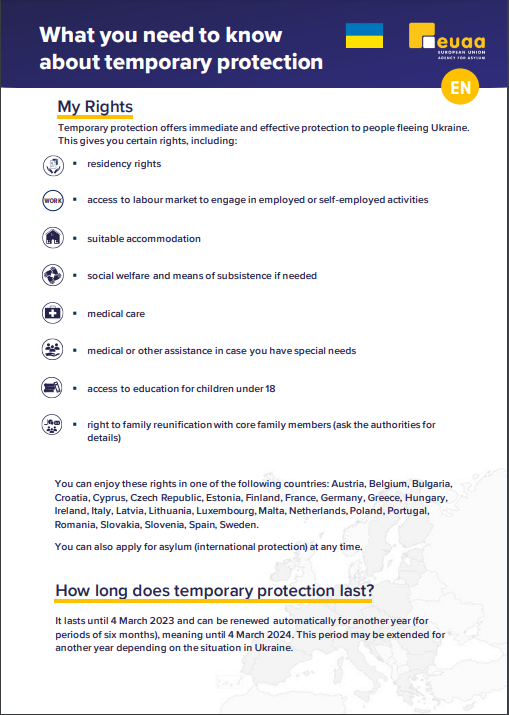 What you need to know
about temporary protection
euaa
EUROPEAN UNION
AGENCY FOR ASYLUM
EN
My Rights
Temporary protection offers immediate and effective protection to people fleeing Ukraine.
This gives you certain rights, including:
▪ residency rights
WORK
▪ access to labour market to engage in employed or self-employed activities
▪ suitable accommodation
▪ social welfare and means of subsistence if needed
▪ medical care
▪ medical or other assistance in case you have special needs
▪ access to education for children under 18
▪ right to family reunification with core family members (ask the authorities for
details)
You can enjoy these rights in one of the following countries: Austria, Belgium, Bulgaria,
Croatia, Cyprus, Czech Republic, Estonia, Finland, France, Germany, Greece, Hungary,
Ireland, Italy, Latvia, Lithuania, Luxembourg, Malta, Netherlands, Poland, Portugal,
Romania, Slovakia, Slovenia, Spain, Sweden.
You can also apply for asylum (international protection) at any time.
How long does temporary protection last?
It lasts until 4 March 2023 and can be renewed automatically for another year (for
periods of six months), meaning until 4 March 2024. This period may be extended for
another year depending on the situation in Ukraine.